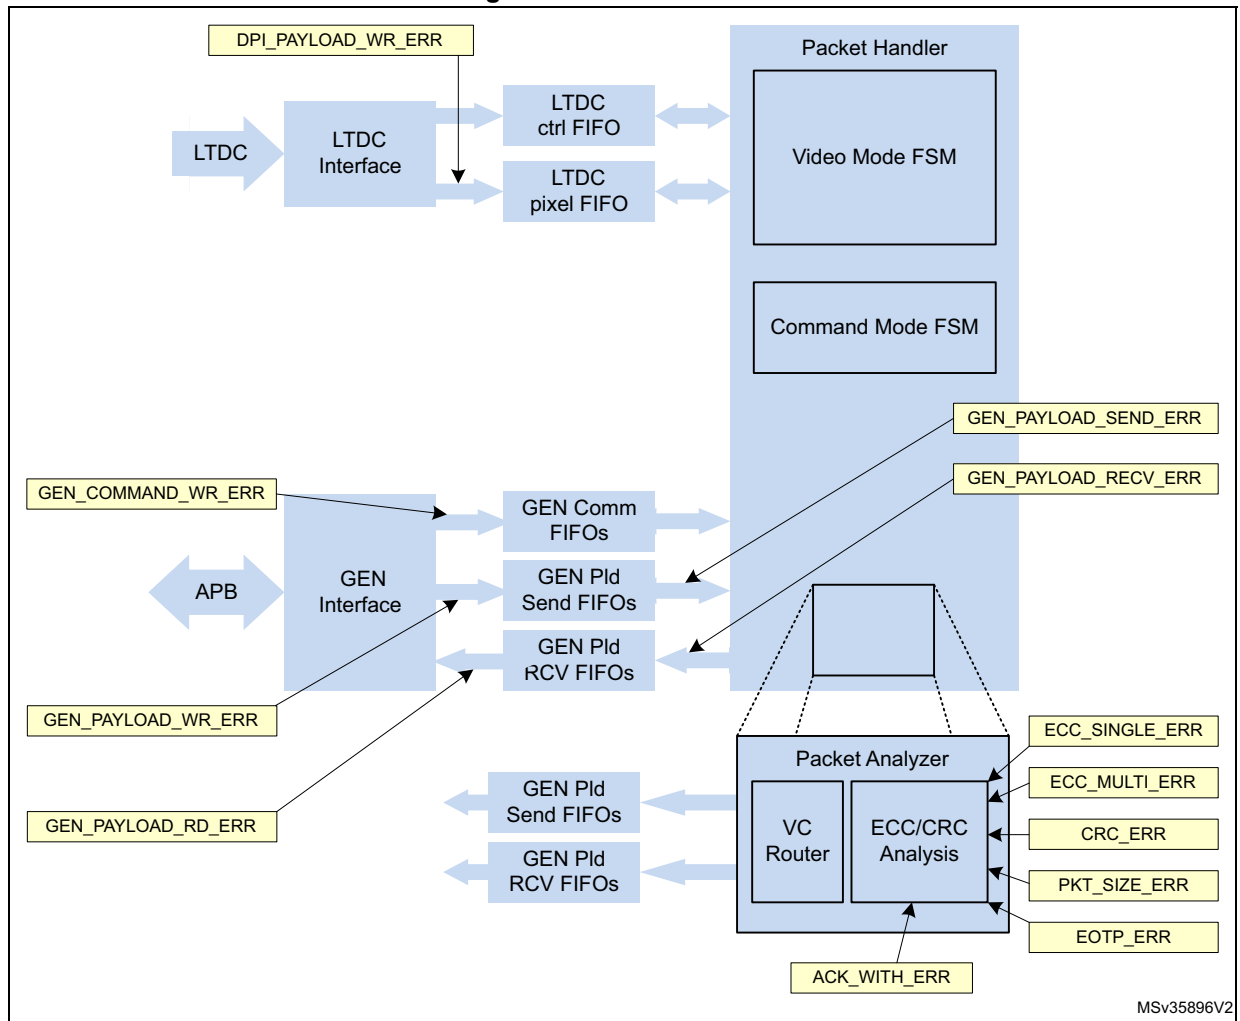 DPI_PAYLOAD_WR_ERR
Packet Handler
LTDC
LTDC
Interface
LTDC
ctrl FIFO
LTDC
pixel FIFO
Video Mode FSM
Command Mode FSM
GEN_PAYLOAD_SEND_ERR
GEN_PAYLOAD_RECV_ERR
GEN_COMMAND_WR_ERR
APB
GEN
Interface
GEN Comm
FIFOs
GEN Pld
Send FIFOs
GEN Pld
RCV FIFOs
GEN_PAYLOAD_WR_ERR
GEN_PAYLOAD_RD_ERR
Packet Analyzer
GEN Pld
Send FIFOs
GEN Pld
RCV FIFOs
VC
Router
ECC/CRC
Analysis
ECC_SINGLE_ERR
ECC_MULTI_ERR
CRC_ERR
PKT_SIZE_ERR
EOTP_ERR
ACK_WITH_ERR
MSv35896V2